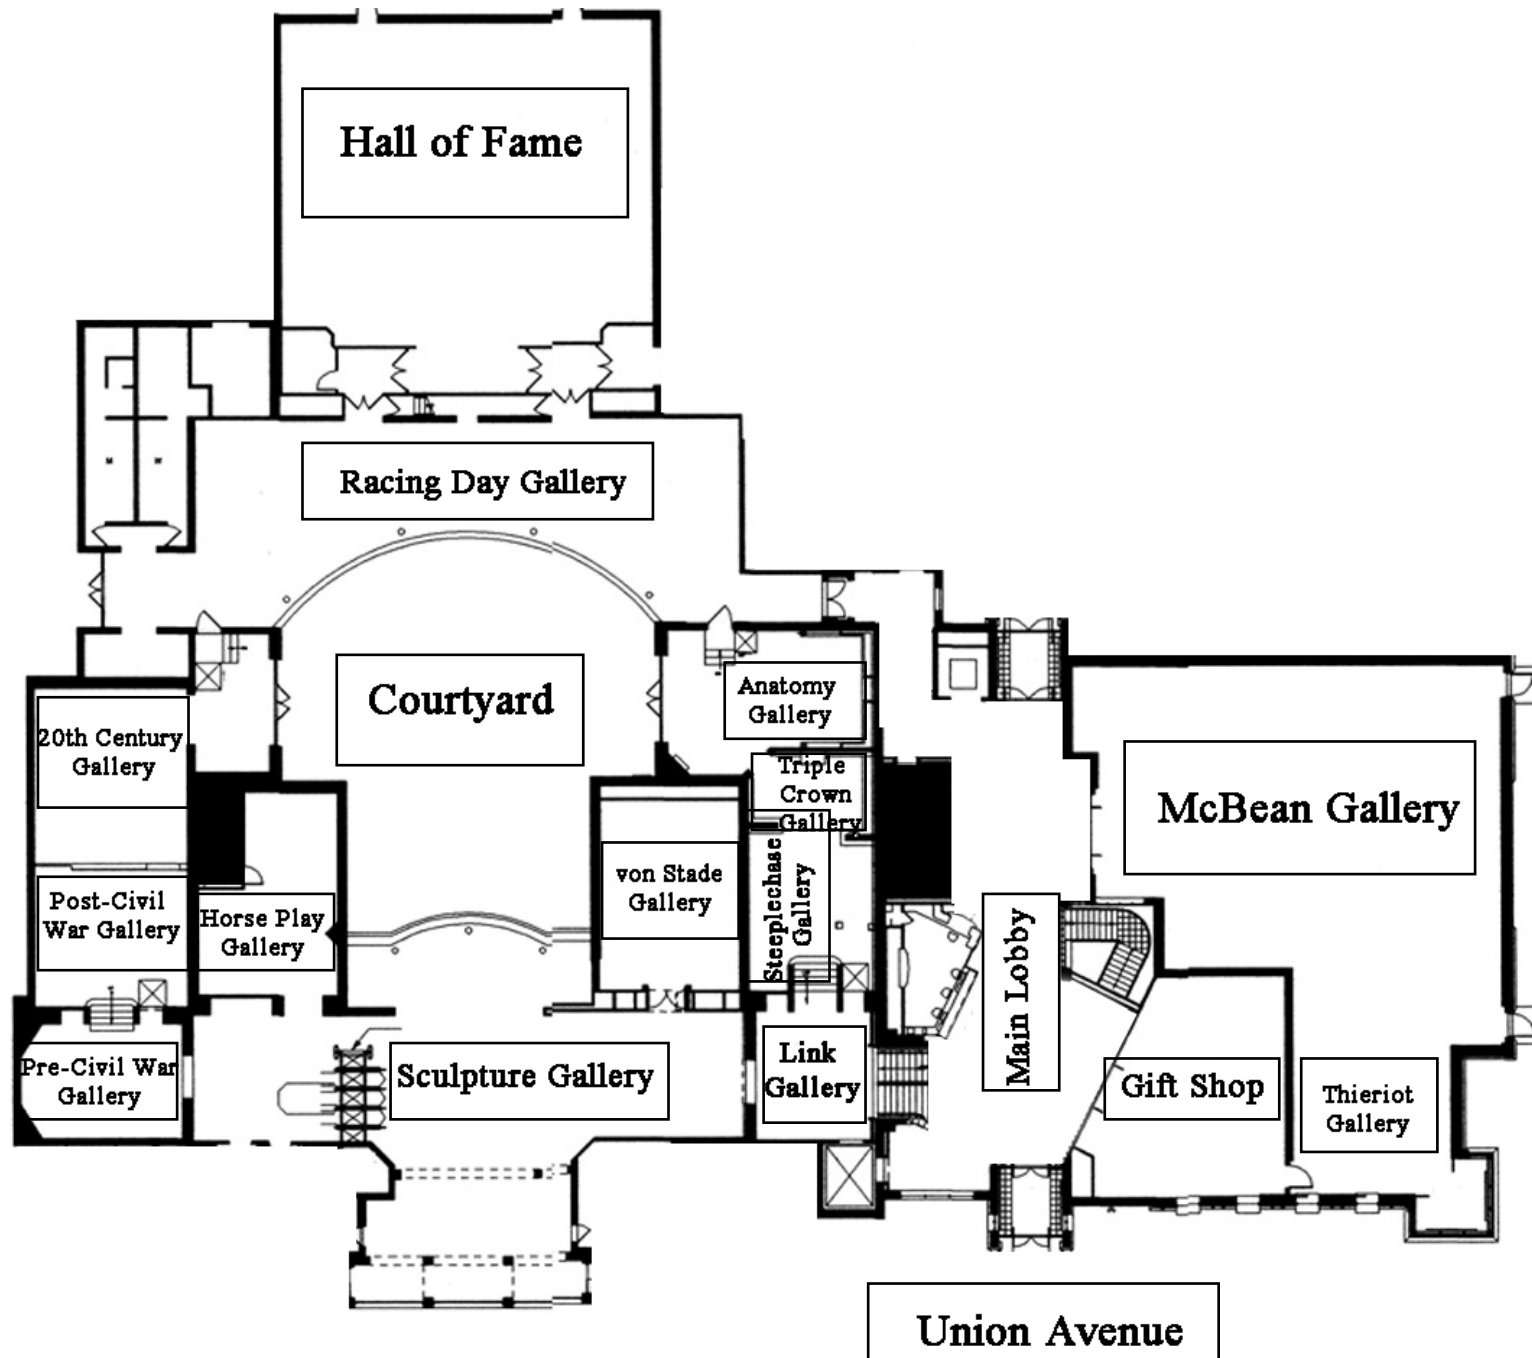 Hall of Fame
M
W
Racing Day Gallery
Courtyard
Anatomy
Gallery
20th Century
Gallery
Triple
Crown
Gallery
McBean Gallery
von Stade
Gallery
Steeplechase
Gallery
Post-Civil
War Gallery
Horse Play
Gallery
Main Lobby
Pre-Civil War
Gallery
Sculpture Gallery
Link
Gallery
Gift Shop
Thieriot
Gallery
Union Avenue